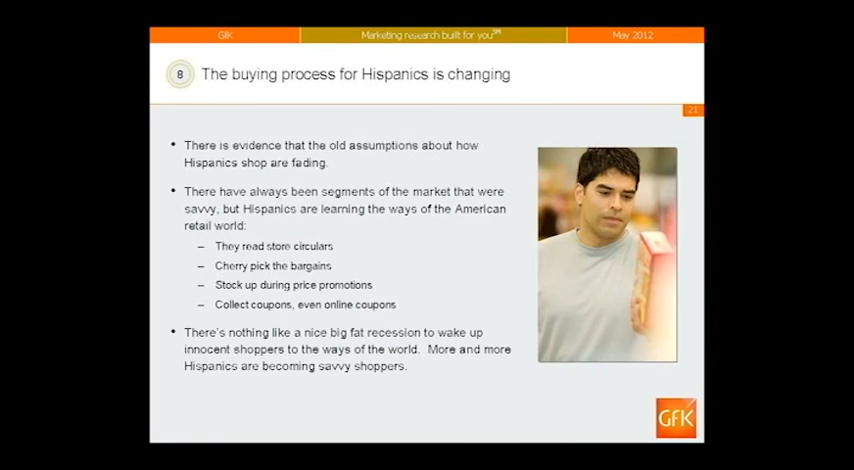 GfK Marketing research built for you℠ May 2012
8 The buying process for Hispanics is changing
21
• There is evidence that the old assumptions about how
Hispanics shop are fading.
• There have always been segments of the market that were
savvy, but Hispanics are learning the ways of the American
retail world:
– They read store circulars
– Cherry pick the bargains
– Stock up during price promotions
– Collect coupons, even online coupons
• There's nothing like a nice big fat recession to wake up
innocent shoppers to the ways of the world. More and more
Hispanics are becoming savvy shoppers.
GfK